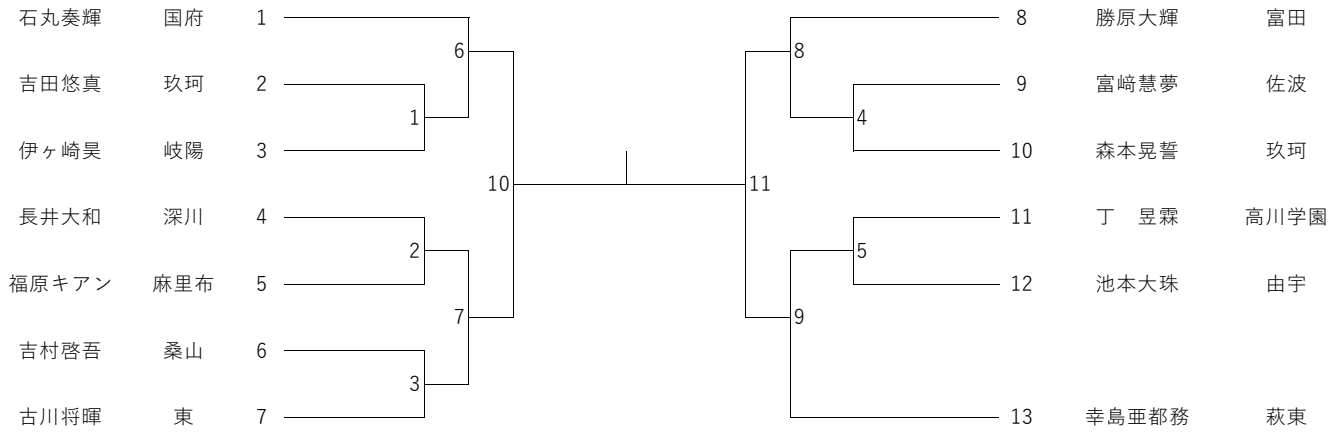 石丸奏輝 国府 1 8 勝原大輝 富田
6 8
吉田悠真 玖珂 2 9 富﨑慧夢 佐波
1 4
伊ヶ崎昊 岐陽 3 10 森本晃誓 玖珂
10 11
長井大和 深川 4 11 丁 昱霖 高川学園
2 5
福原キアン 麻里布 5 12 池本大珠 由宇
7 9
吉村啓吾 桑山 6
3
古川将暉 東 7 13 幸島亜都務 萩東